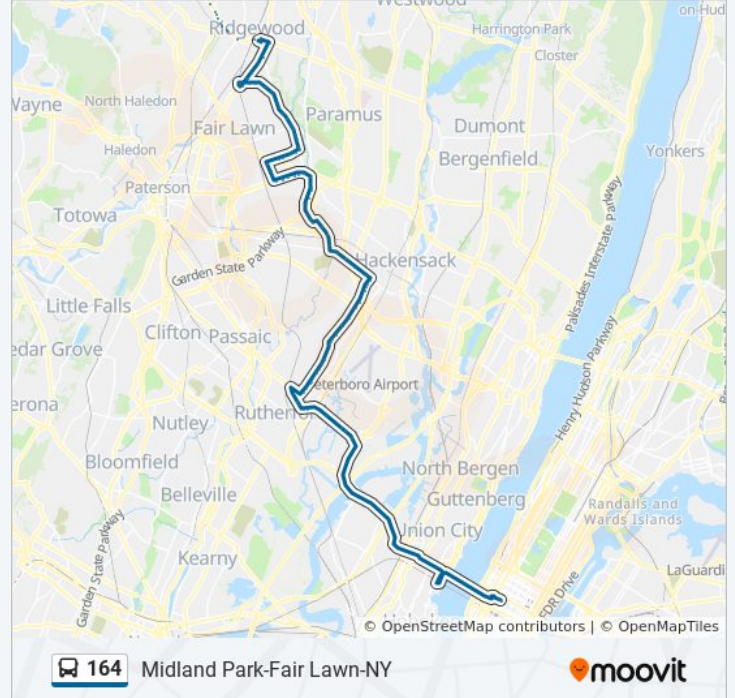 Westwood
on-Hud
Ridgewood
Harrington Park
Closter
Wayne
North Haledon
Paramus
Fair Lawn
Dumont
Haledon
Bergenfield
Yonkers
Paterson
Totowa
Palisades Interstate Parkway
Garden State Parkway
Hackensack
Little Falls
Clifton
Passaic
edar Grove
Henry Hudson Parkway
eterboro Airport
erona
Rutherfor
Nutley
Bloomfield
North Bergen
Belleville
Guttenberg
Randalls and
Wards Islands
Union City
Garden State Parkway
Kearny
LaGuardi
FDR Drive
© OpenStreetMap contributors | © OpenMapTiles
164 Midland Park-Fair Lawn-NY
moovit